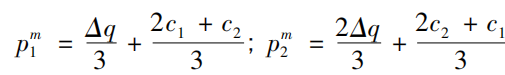 p₁ᵐ = Δq/3 + (2c₁ + c₂)/3; p₂ᵐ = 2Δq/3 + (2c₂ + c₁)/3